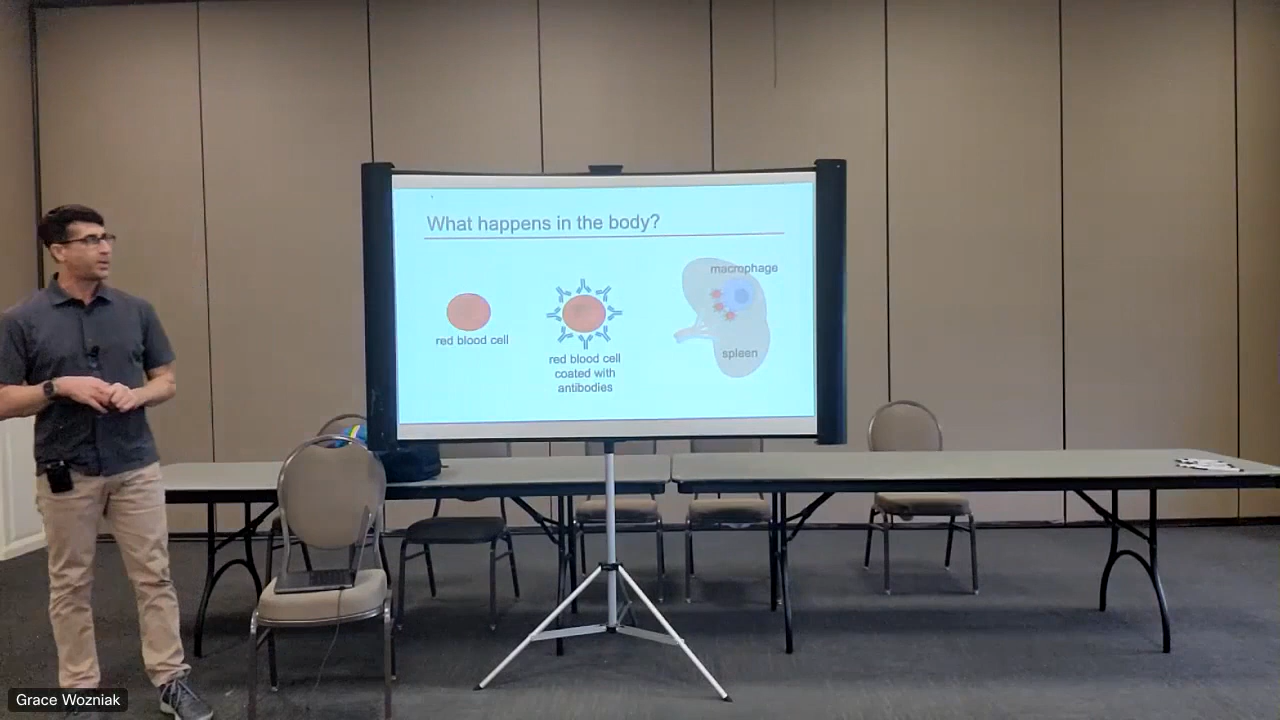 What happens in the body?
macrophage
red blood cell
spleen
red blood cell
coated with
antibodies
Grace Wozniak